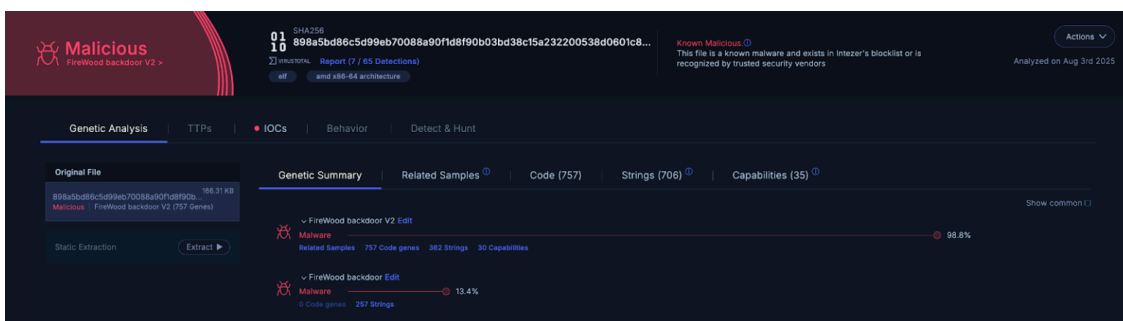 Malicious
FireWood backdoor V2 >
SHA256
898a5bd86c5d99eb70088a90f1d8f90b03bd38c15a232200538d0601c8...
VIRUSTOTAL Report (7 / 65 Detections)
elf amd x86-64 architecture
Known Malicious
This file is a known malware and exists in Intezer's blocklist or is
recognized by trusted security vendors
Actions
Analyzed on Aug 3rd 2025
Genetic Analysis TTPs IOCs Behavior Detect & Hunt
Original File
166.31 KB
898a5bd86c5d99eb70088a90f1d8f90b...
Malicious FireWood backdoor V2 (757 Genes)
Static Extraction Extract
Genetic Summary Related Samples Code (757) Strings (706) Capabilities (35)
Show common
FireWood backdoor V2 Edit
Malware 98.8%
Related Samples 757 Code genes 362 Strings 30 Capabilities
FireWood backdoor Edit
Malware 13.4%
0 Code genes 257 Strings